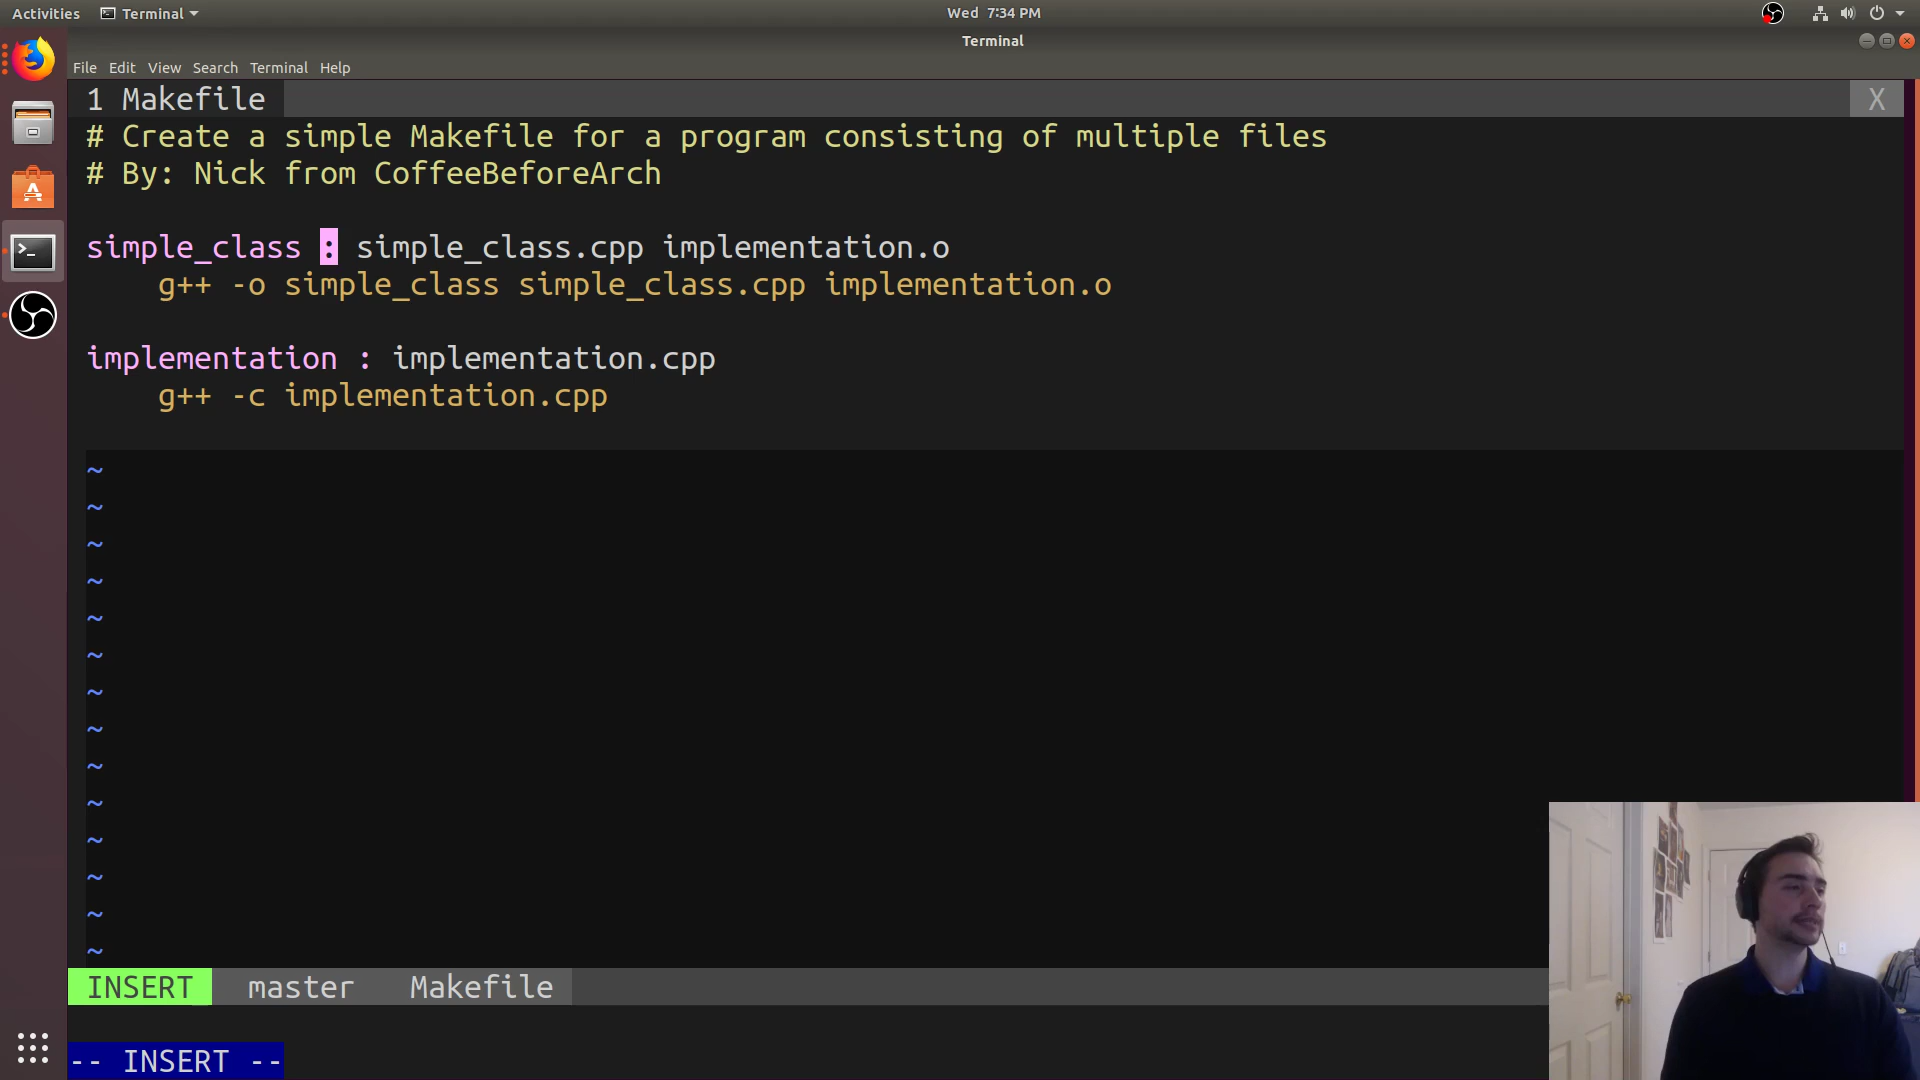 Activities
Terminal
Wed 7:34 PM
Terminal
File Edit View Search Terminal Help
1 Makefile
X
# Create a simple Makefile for a program consisting of multiple files
# By: Nick from CoffeeBeforeArch
simple_class : simple_class.cpp implementation.o
g++ -o simple_class simple_class.cpp implementation.o
implementation : implementation.cpp
g++ -c implementation.cpp
~
~
~
~
~
~
~
~
~
~
~
~
~
~
INSERT master Makefile
-- INSERT --